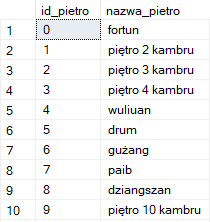 id_pietro nazwa_pietro
1 0 fortun
2 1 piętro 2 kambru
3 2 piętro 3 kambru
4 3 piętro 4 kambru
5 4 wuliuan
6 5 drum
7 6 gużang
8 7 paib
9 8 dziangszan
10 9 piętro 10 kambru